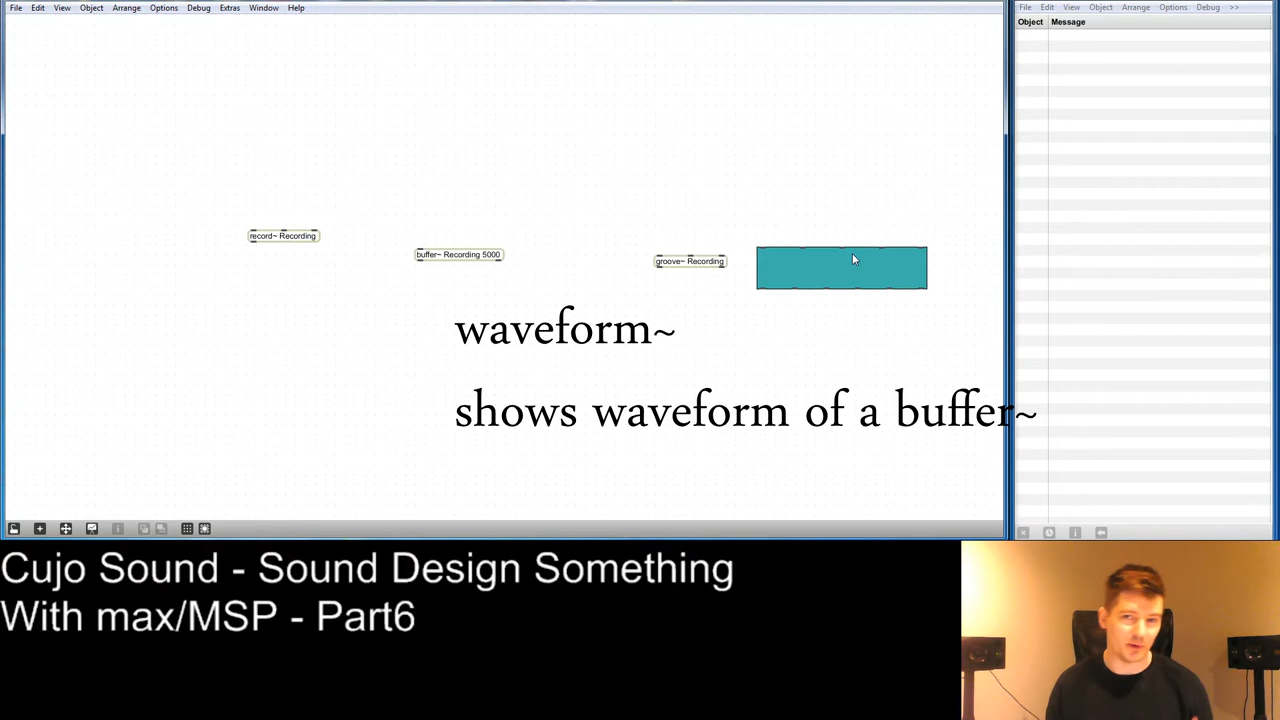 File Edit View Object Arrange Options Debug Extras Window Help
File Edit View Object Arrange Options Debug >>
Object Message
record~ Recording
buffer~ Recording 5000
groove~ Recording
waveform~
shows waveform of a buffer~
Cujo Sound - Sound Design Something
With max/MSP - Part6